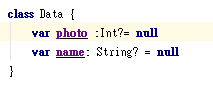 class Data {
var photo :Int?= null
var name: String? = null
}